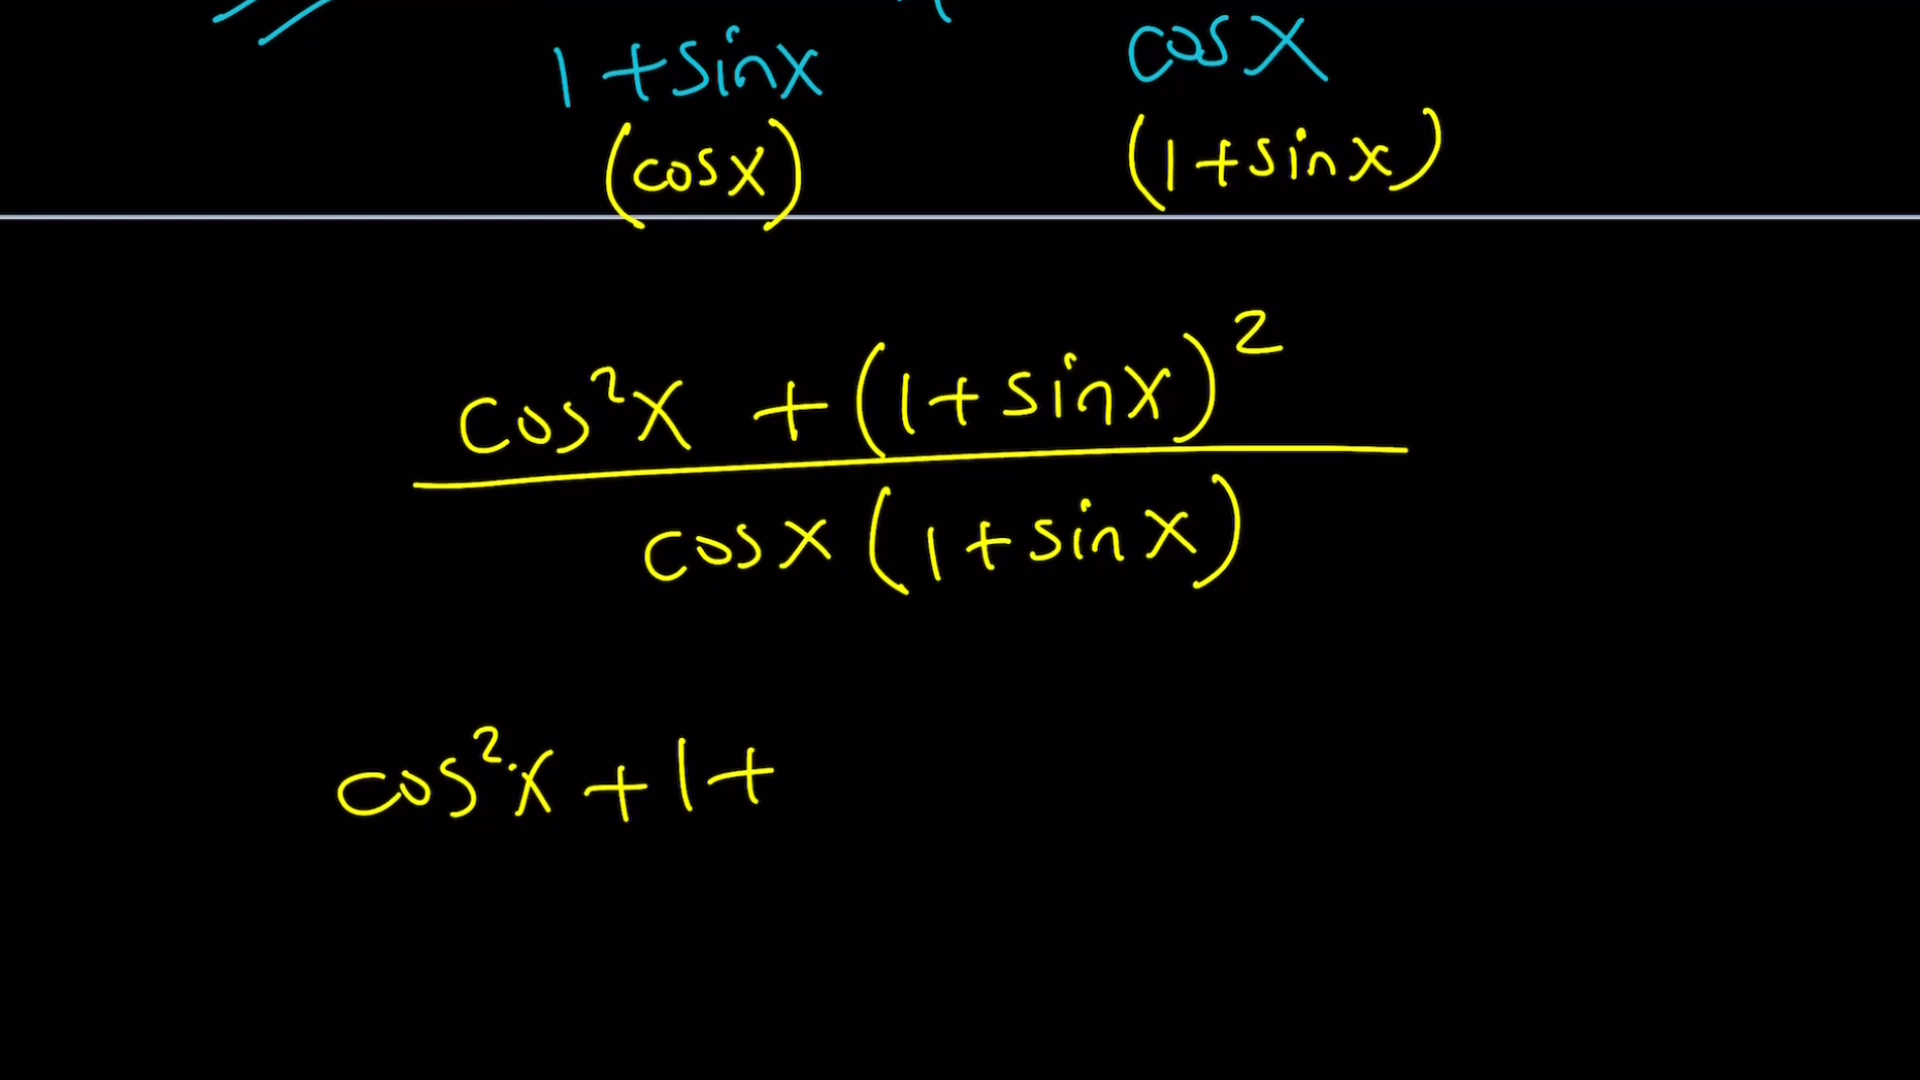 1+sinx cosx
(cosx) (1+sinx)
cos²x +(1+sinx)²
cosx(1+sinx)
cos²x+1+